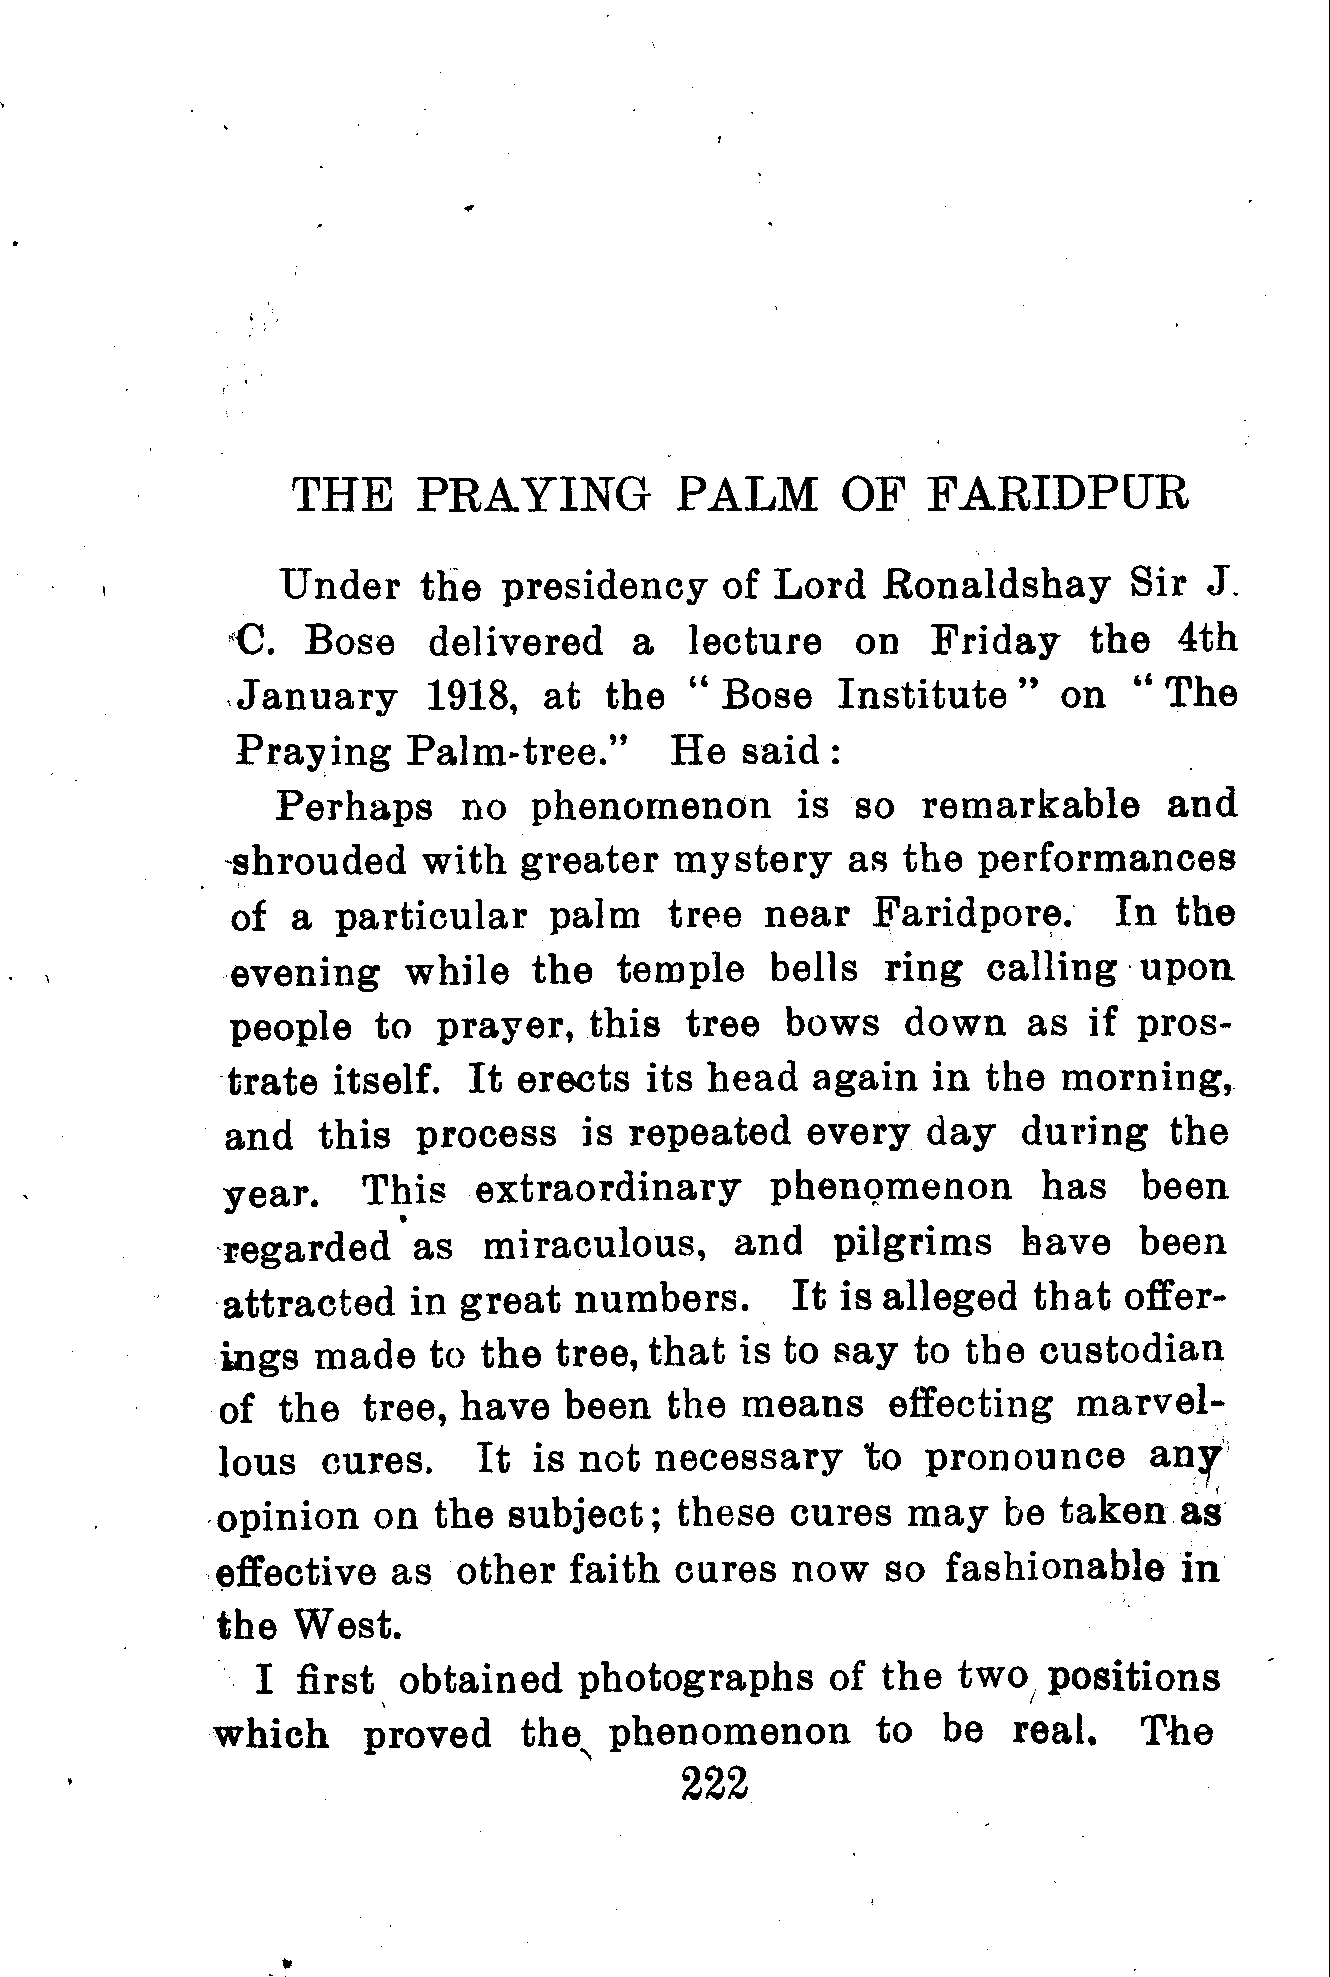 THE PRAYING PALM OF FARIDPUR
Under the presidency of Lord Ronaldshay Sir J.
C. Bose delivered a lecture on Friday the 4th
January 1918, at the “Bose Institute” on “The
Praying Palm-tree.” He said:
Perhaps no phenomenon is so remarkable and
shrouded with greater mystery as the performances
of a particular palm tree near Faridpore. In the
evening while the temple bells ring calling upon
people to prayer, this tree bows down as if pros-
trate itself. It erects its head again in the morning,
and this process is repeated every day during the
year. This extraordinary phenomenon has been
regarded as miraculous, and pilgrims have been
attracted in great numbers. It is alleged that offer-
ings made to the tree, that is to say to the custodian
of the tree, have been the means effecting marvel-
lous cures. It is not necessary to pronounce any
opinion on the subject; these cures may be taken as
effective as other faith cures now so fashionable in
the West.
I first obtained photographs of the two positions
which proved the phenomenon to be real. The
222